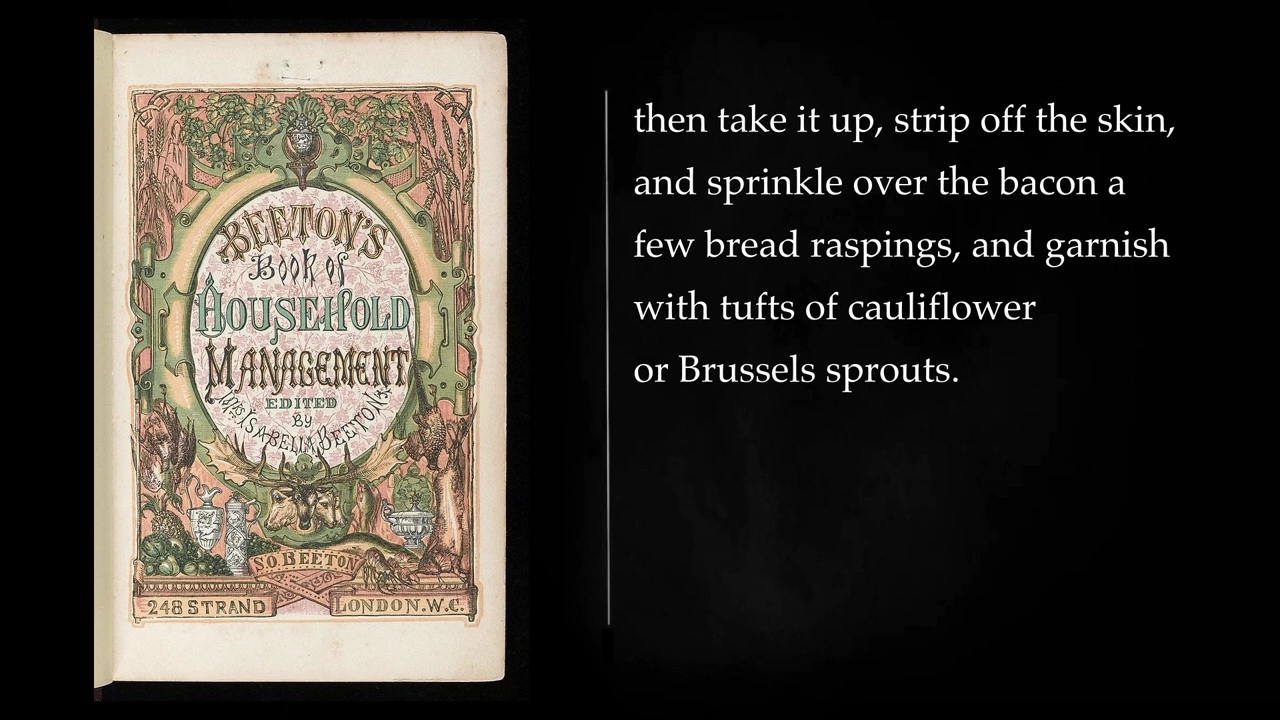 BEETON'S
Book of
HOUSEHOLD
MANAGEMENT
EDITED
BY
MRS ISABELLA BEETON
S.O. BEETON
248 STRAND
LONDON. W.C.
then take it up, strip off the skin,
and sprinkle over the bacon a
few bread raspings, and garnish
with tufts of cauliflower
or Brussels sprouts.